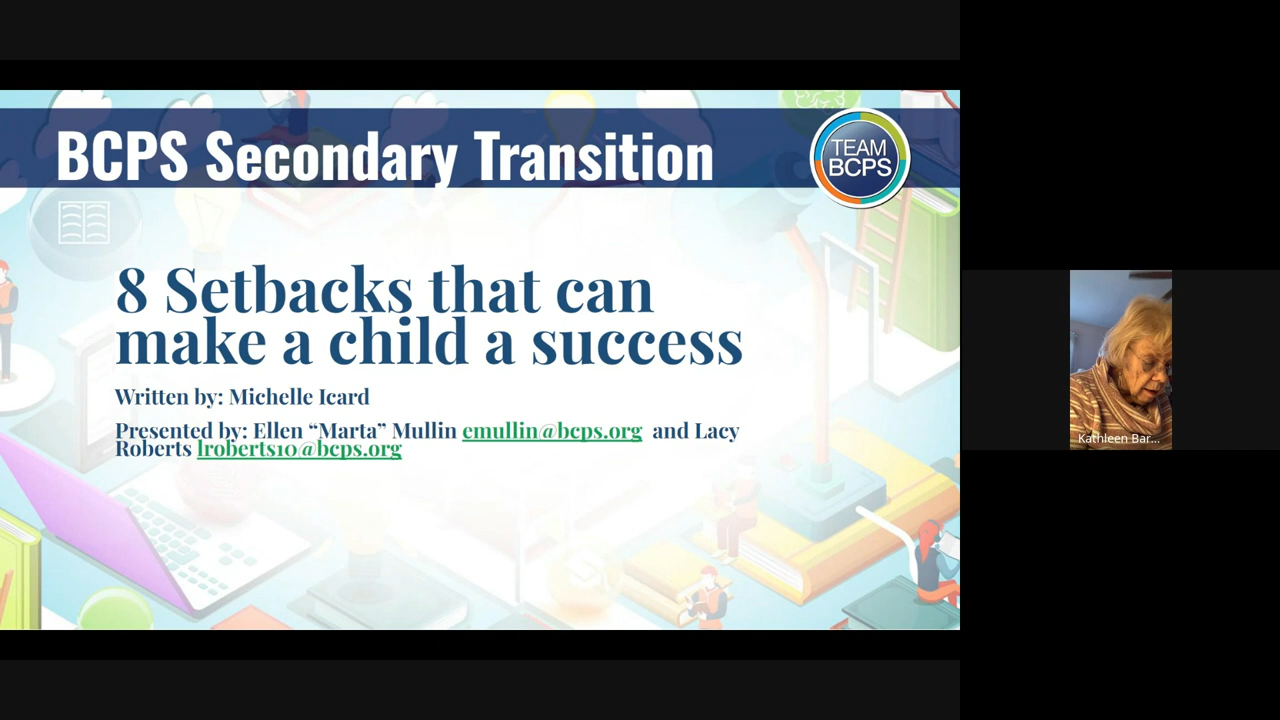 BCPS Secondary Transition
TEAM
BCPS
8 Setbacks that can
make a child a success
Written by: Michelle Icard
Presented by: Ellen “Marta” Mullin emullin@bcps.org and Lacy
Roberts lroberts10@bcps.org
Kathleen Bar...